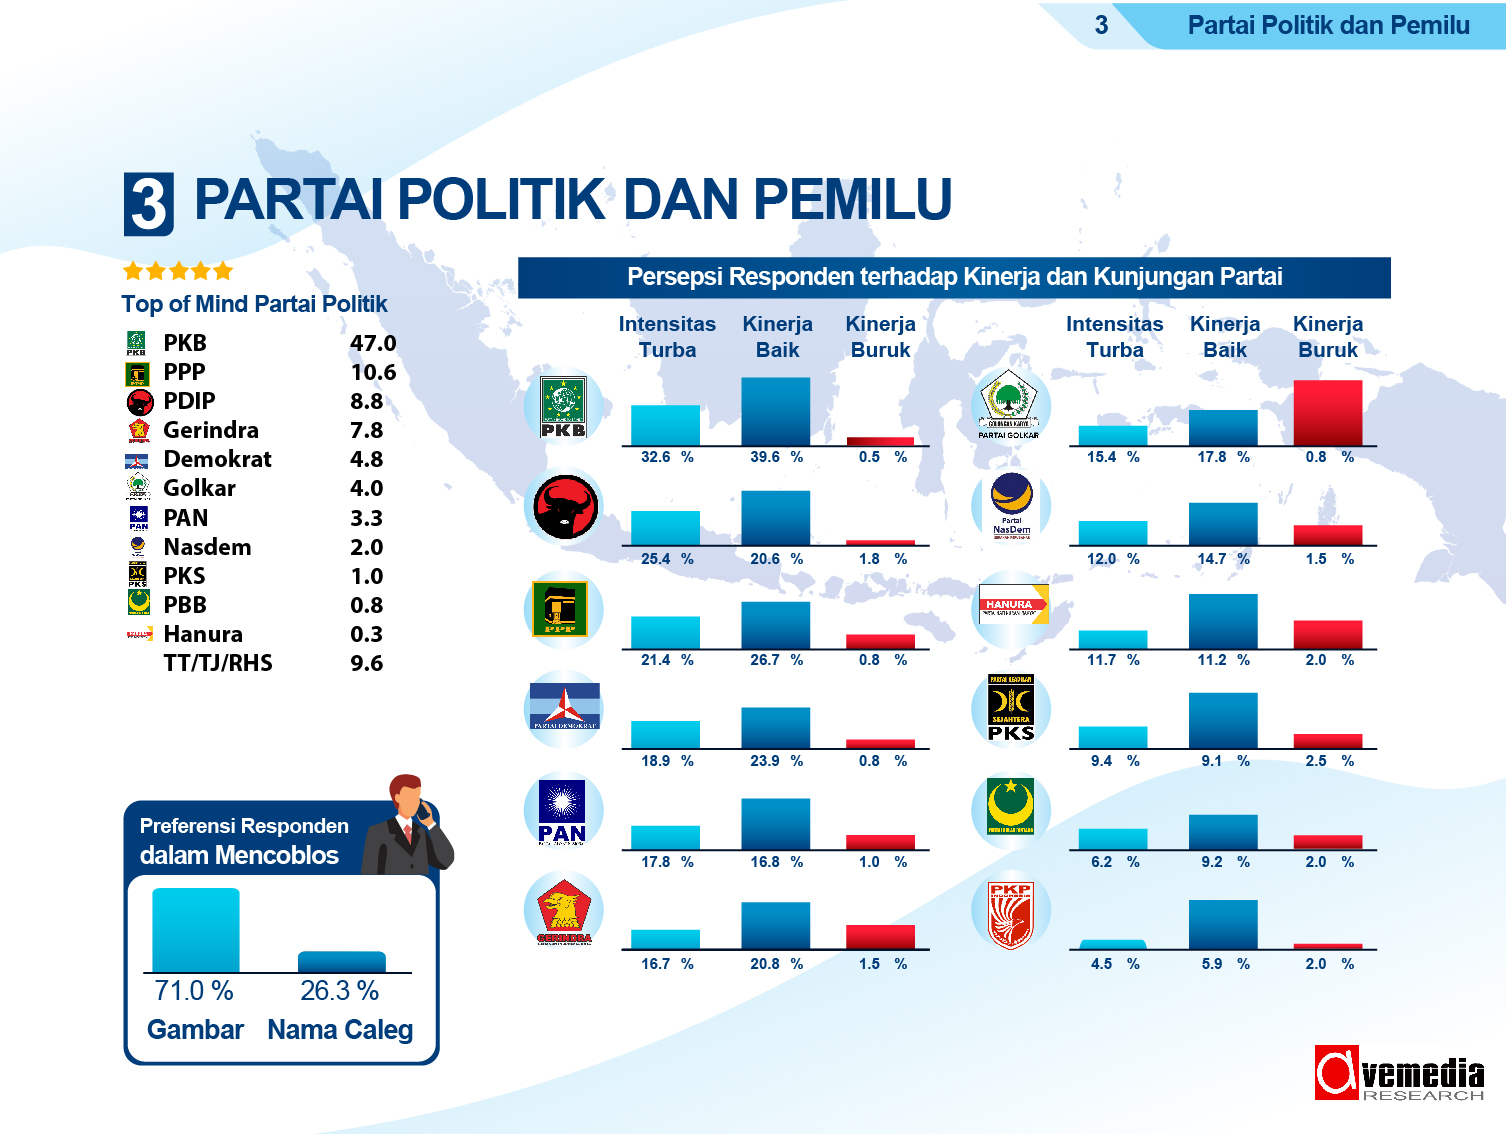 3 Partai Politik dan Pemilu
3 PARTAI POLITIK DAN PEMILU
Top of Mind Partai Politik
PKB PKB 47.0
PPP 10.6
PDIP 8.8
Gerindra 7.8
Demokrat 4.8
Golkar 4.0
PAN PAN 3.3
Nasdem 2.0
PKS PKS 1.0
PBB 0.8
Hanura 0.3
TT/TJ/RHS 9.6
Preferensi Responden
dalam Mencoblos
71.0 % 26.3 %
Gambar Nama Caleg
Persepsi Responden terhadap Kinerja dan Kunjungan Partai
Intensitas Kinerja Kinerja
Turba Baik Buruk
PKB
32.6 % 39.6 % 0.5 %
25.4 % 20.6 % 1.8 %
PPP
21.4 % 26.7 % 0.8 %
PARTAI DEMOKRAT
18.9 % 23.9 % 0.8 %
PAN
17.8 % 16.8 % 1.0 %
GERINDRA
16.7 % 20.8 % 1.5 %
Intensitas Kinerja Kinerja
Turba Baik Buruk
GOLONGAN KARYA
PARTAI GOLKAR
15.4 % 17.8 % 0.8 %
Partai
NasDem
12.0 % 14.7 % 1.5 %
HANURA
11.7 % 11.2 % 2.0 %
PARTAI KEADILAN
SEJAHTERA
PKS
9.4 % 9.1 % 2.5 %
6.2 % 9.2 % 2.0 %
PKP
INDONESIA
4.5 % 5.9 % 2.0 %
avemedia
RESEARCH